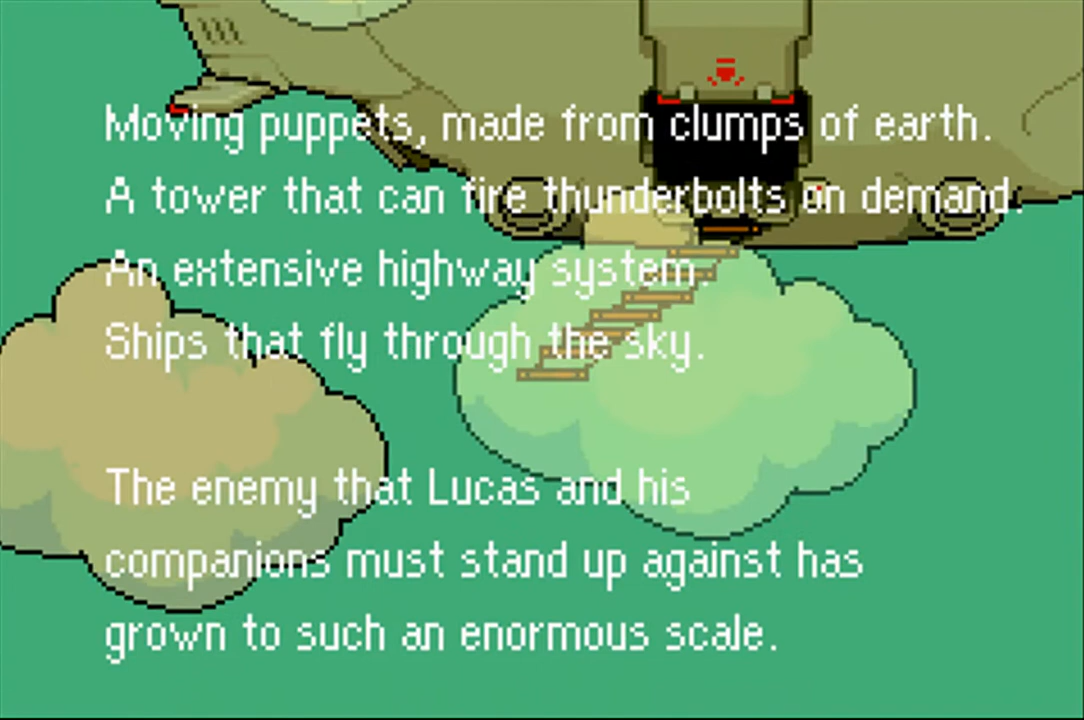 Moving puppets, made from clumps of earth.
A tower that can fire thunderbolts on demand.
An extensive highway system.
Ships that fly through the sky.
The enemy that Lucas and his
companions must stand up against has
grown to such an enormous scale.